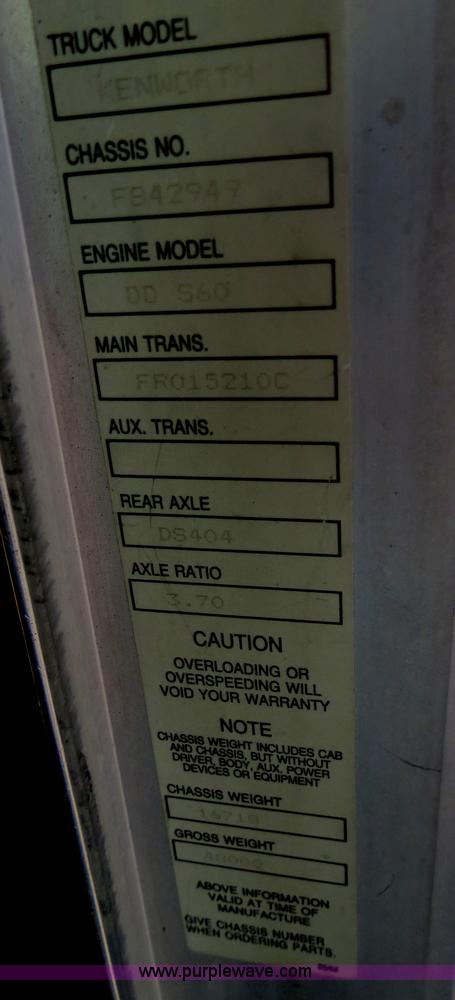 TRUCK MODEL
KENWORTH
CHASSIS NO.
FB42949
ENGINE MODEL
DD S60
MAIN TRANS.
FRO15210C
AUX. TRANS.
REAR AXLE
DS404
AXLE RATIO
3.70
CAUTION
OVERLOADING OR
OVERSPEEDING WILL
VOID YOUR WARRANTY
NOTE
CHASSIS WEIGHT INCLUDES CAB
AND CHASSIS, BUT WITHOUT
DRIVER, BODY, AUX. POWER
DEVICES OR EQUIPMENT
CHASSIS WEIGHT
GROSS WEIGHT
ABOVE INFORMATION
VALID AT TIME OF
MANUFACTURE
GIVE CHASSIS NUMBER
WHEN ORDERING PARTS.
www.purplewave.com